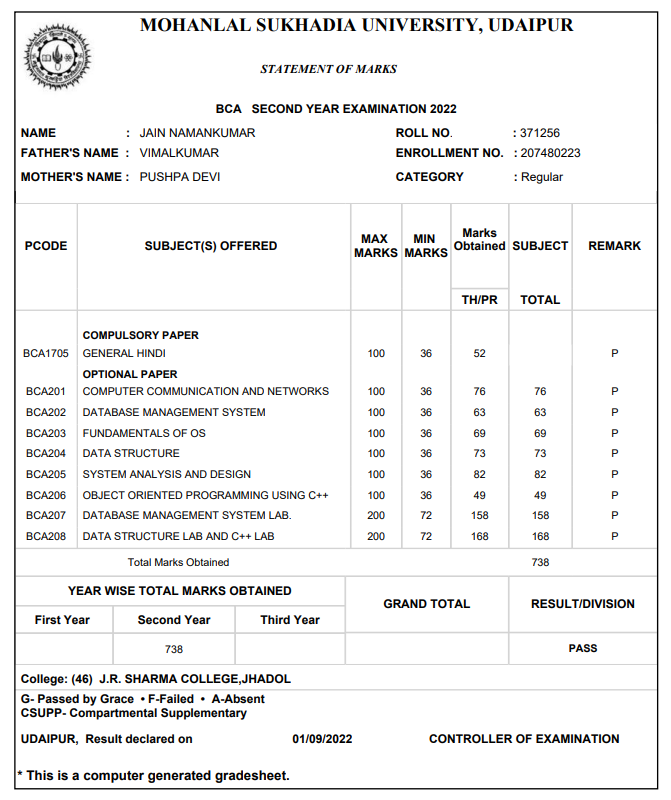 MOHANLAL SUKHADIA UNIVERSITY, UDAIPUR
STATEMENT OF MARKS
BCA SECOND YEAR EXAMINATION 2022
NAME : JAIN NAMANKUMAR ROLL NO. : 371256
FATHER'S NAME : VIMALKUMAR ENROLLMENT NO. : 207480223
MOTHER'S NAME : PUSHPA DEVI CATEGORY : Regular
PCODE SUBJECT(S) OFFERED MAX MARKS MIN MARKS Marks Obtained SUBJECT REMARK
TH/PR TOTAL
COMPULSORY PAPER
BCA1705 GENERAL HINDI 100 36 52 P
OPTIONAL PAPER
BCA201 COMPUTER COMMUNICATION AND NETWORKS 100 36 76 76 P
BCA202 DATABASE MANAGEMENT SYSTEM 100 36 63 63 P
BCA203 FUNDAMENTALS OF OS 100 36 69 69 P
BCA204 DATA STRUCTURE 100 36 73 73 P
BCA205 SYSTEM ANALYSIS AND DESIGN 100 36 82 82 P
BCA206 OBJECT ORIENTED PROGRAMMING USING C++ 100 36 49 49 P
BCA207 DATABASE MANAGEMENT SYSTEM LAB. 200 72 158 158 P
BCA208 DATA STRUCTURE LAB AND C++ LAB 200 72 168 168 P
Total Marks Obtained 738
YEAR WISE TOTAL MARKS OBTAINED GRAND TOTAL RESULT/DIVISION
First Year Second Year Third Year
738 PASS
College: (46) J.R. SHARMA COLLEGE,JHADOL
G- Passed by Grace • F-Failed • A-Absent
CSUPP- Compartmental Supplementary
UDAIPUR, Result declared on 01/09/2022 CONTROLLER OF EXAMINATION
* This is a computer generated gradesheet.